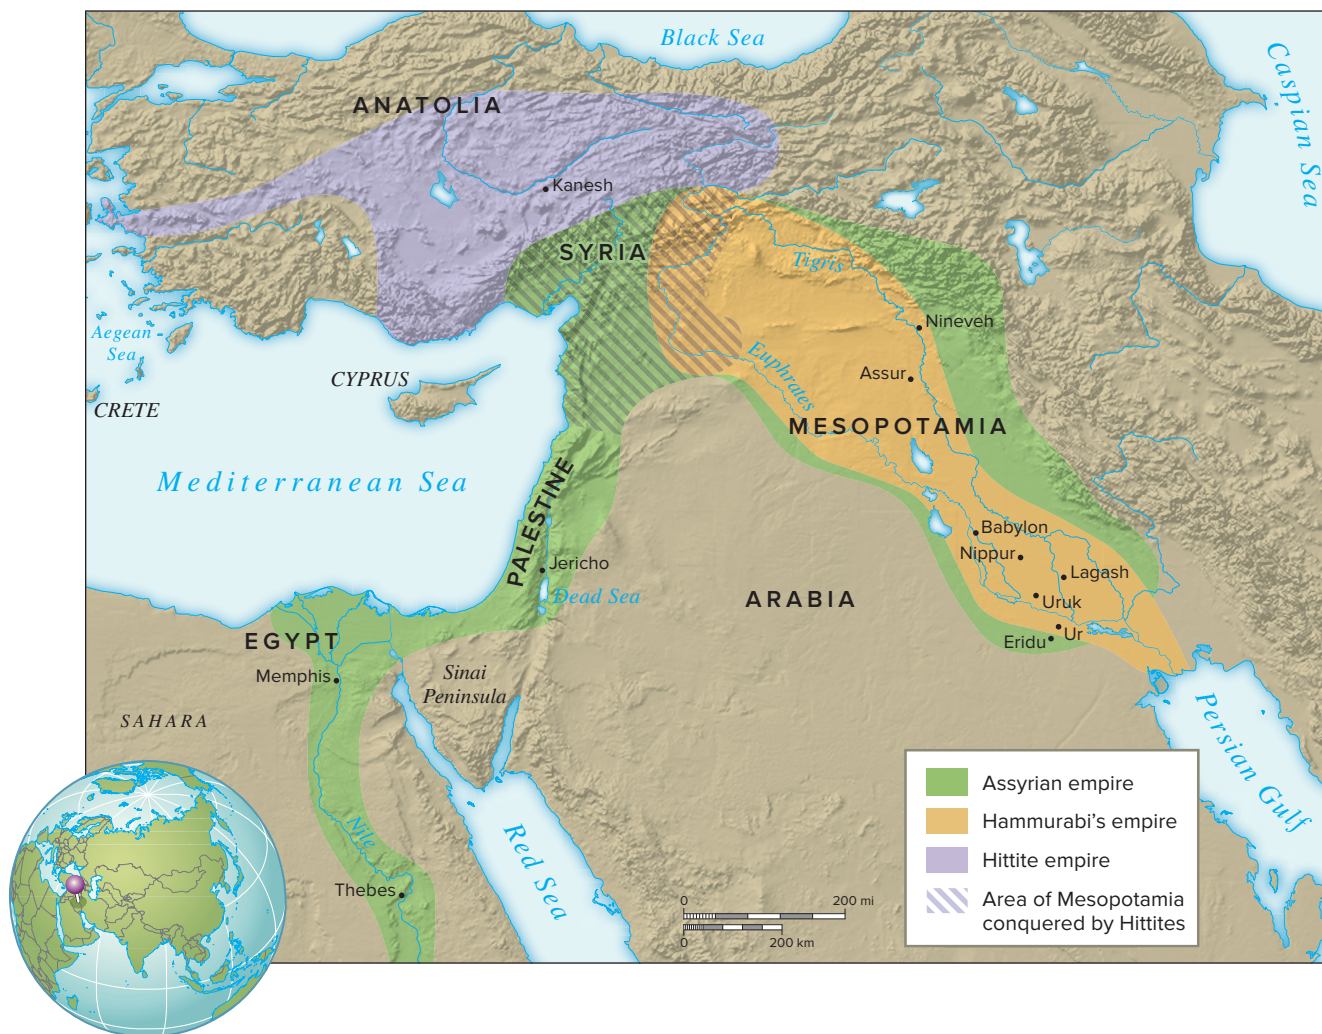 Black Sea
Caspian Sea
ANATOLIA
Kanesh
SYRIA
Tigris
Nineveh
Aegean
Sea
Euphrates
Assur
CYPRUS
CRETE
MESOPOTAMIA
Mediterranean Sea
PALESTINE
Babylon
Nippur
Jericho
Lagash
Dead Sea
ARABIA
Uruk
Ur
EGYPT
Eridu
Memphis
Sinai
Peninsula
SAHARA
Persian Gulf
Nile
Red Sea
Thebes
0
200 mi
0
200 km
Assyrian empire
Hammurabi’s empire
Hittite empire
Area of Mesopotamia
conquered by Hittites